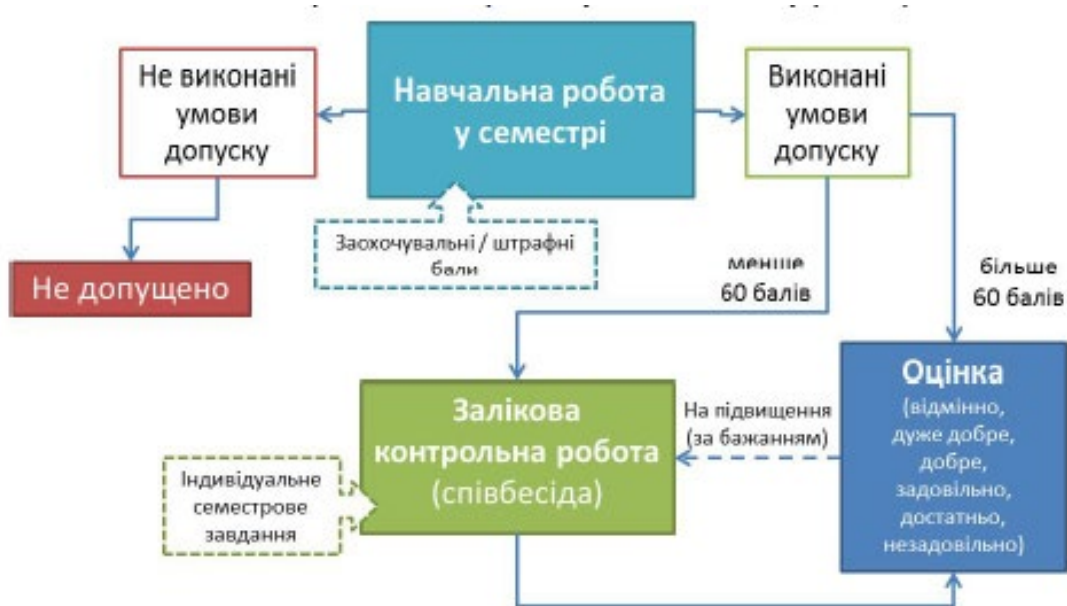 Не виконані
умови
допуску
Навчальна робота
у семестрі
Виконані
умови
допуску
Заохочувальні / штрафні
бали
Не допущено
менше
60 балів
більше
60 балів
Оцінка
(відмінно,
дуже добре,
добре,
задовільно,
достатньо,
незадовільно)
На підвищення
(за бажанням)
Залікова
контрольна робота
(співбесіда)
Індивідуальне
семестрове
завдання